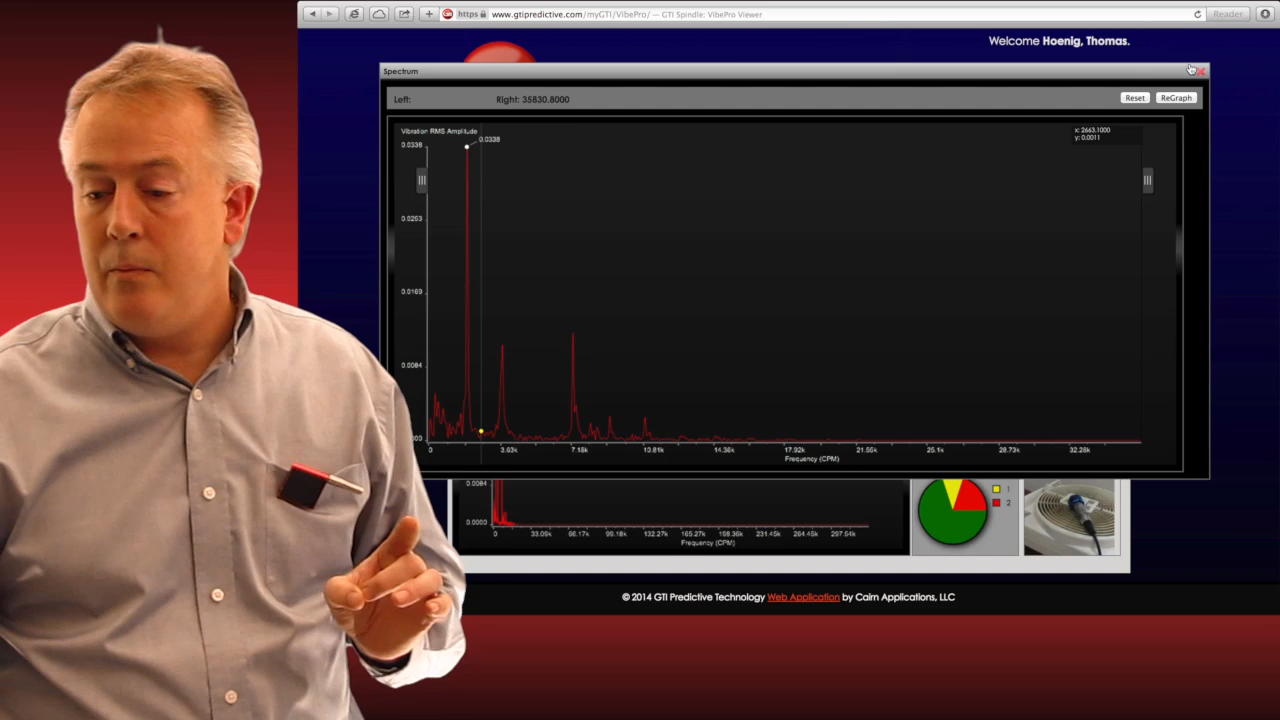 https www.gtipredictive.com/myGTI/VibePro/ — GTI Spindle: VibePro Viewer
Reader
Welcome Hoenig, Thomas.
Spectrum
Left:
Right: 35830.8000
Reset
ReGraph
Vibration RMS Amplitude
x: 2663.1000
y: 0.0011
0.0338
0.0338
0.0253
0.0169
0.0084
0 3.63k 7.18k 10.81k 14.36k 17.92k 21.55k 25.1k 28.73k 32.28k
Frequency (CPM)
0.0084
0.0000
0 33.09k 66.17k 99.18k 132.27k 165.27k 198.36k 231.45k 264.45k 297.54k
Frequency (CPM)
1
2
© 2014 GTI Predictive Technology Web Application by Cairn Applications, LLC